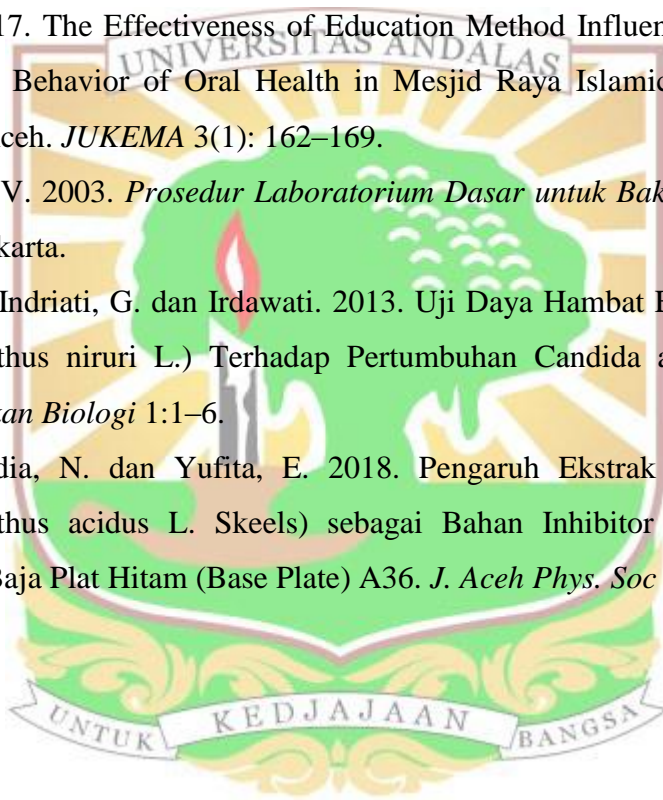 17. The Effectiveness of Education Method Influen
UNIVERSITAS ANDALAS
Behavior of Oral Health in Mesjid Raya Islamic
ceh. JUKEMA 3(1): 162–169.
V. 2003. Prosedur Laboratorium Dasar untuk Bak
karta.
Indriati, G. dan Irdawati. 2013. Uji Daya Hambat
thus niruri L.) Terhadap Pertumbuhan Candida a
kan Biologi 1:1–6.
dia, N. dan Yufita, E. 2018. Pengaruh Ekstrak
thus acidus L. Skeels) sebagai Bahan Inhibitor
Baja Plat Hitam (Base Plate) A36. J. Aceh Phys. Soc
UNTUK KEDJAJAAN BANGSA